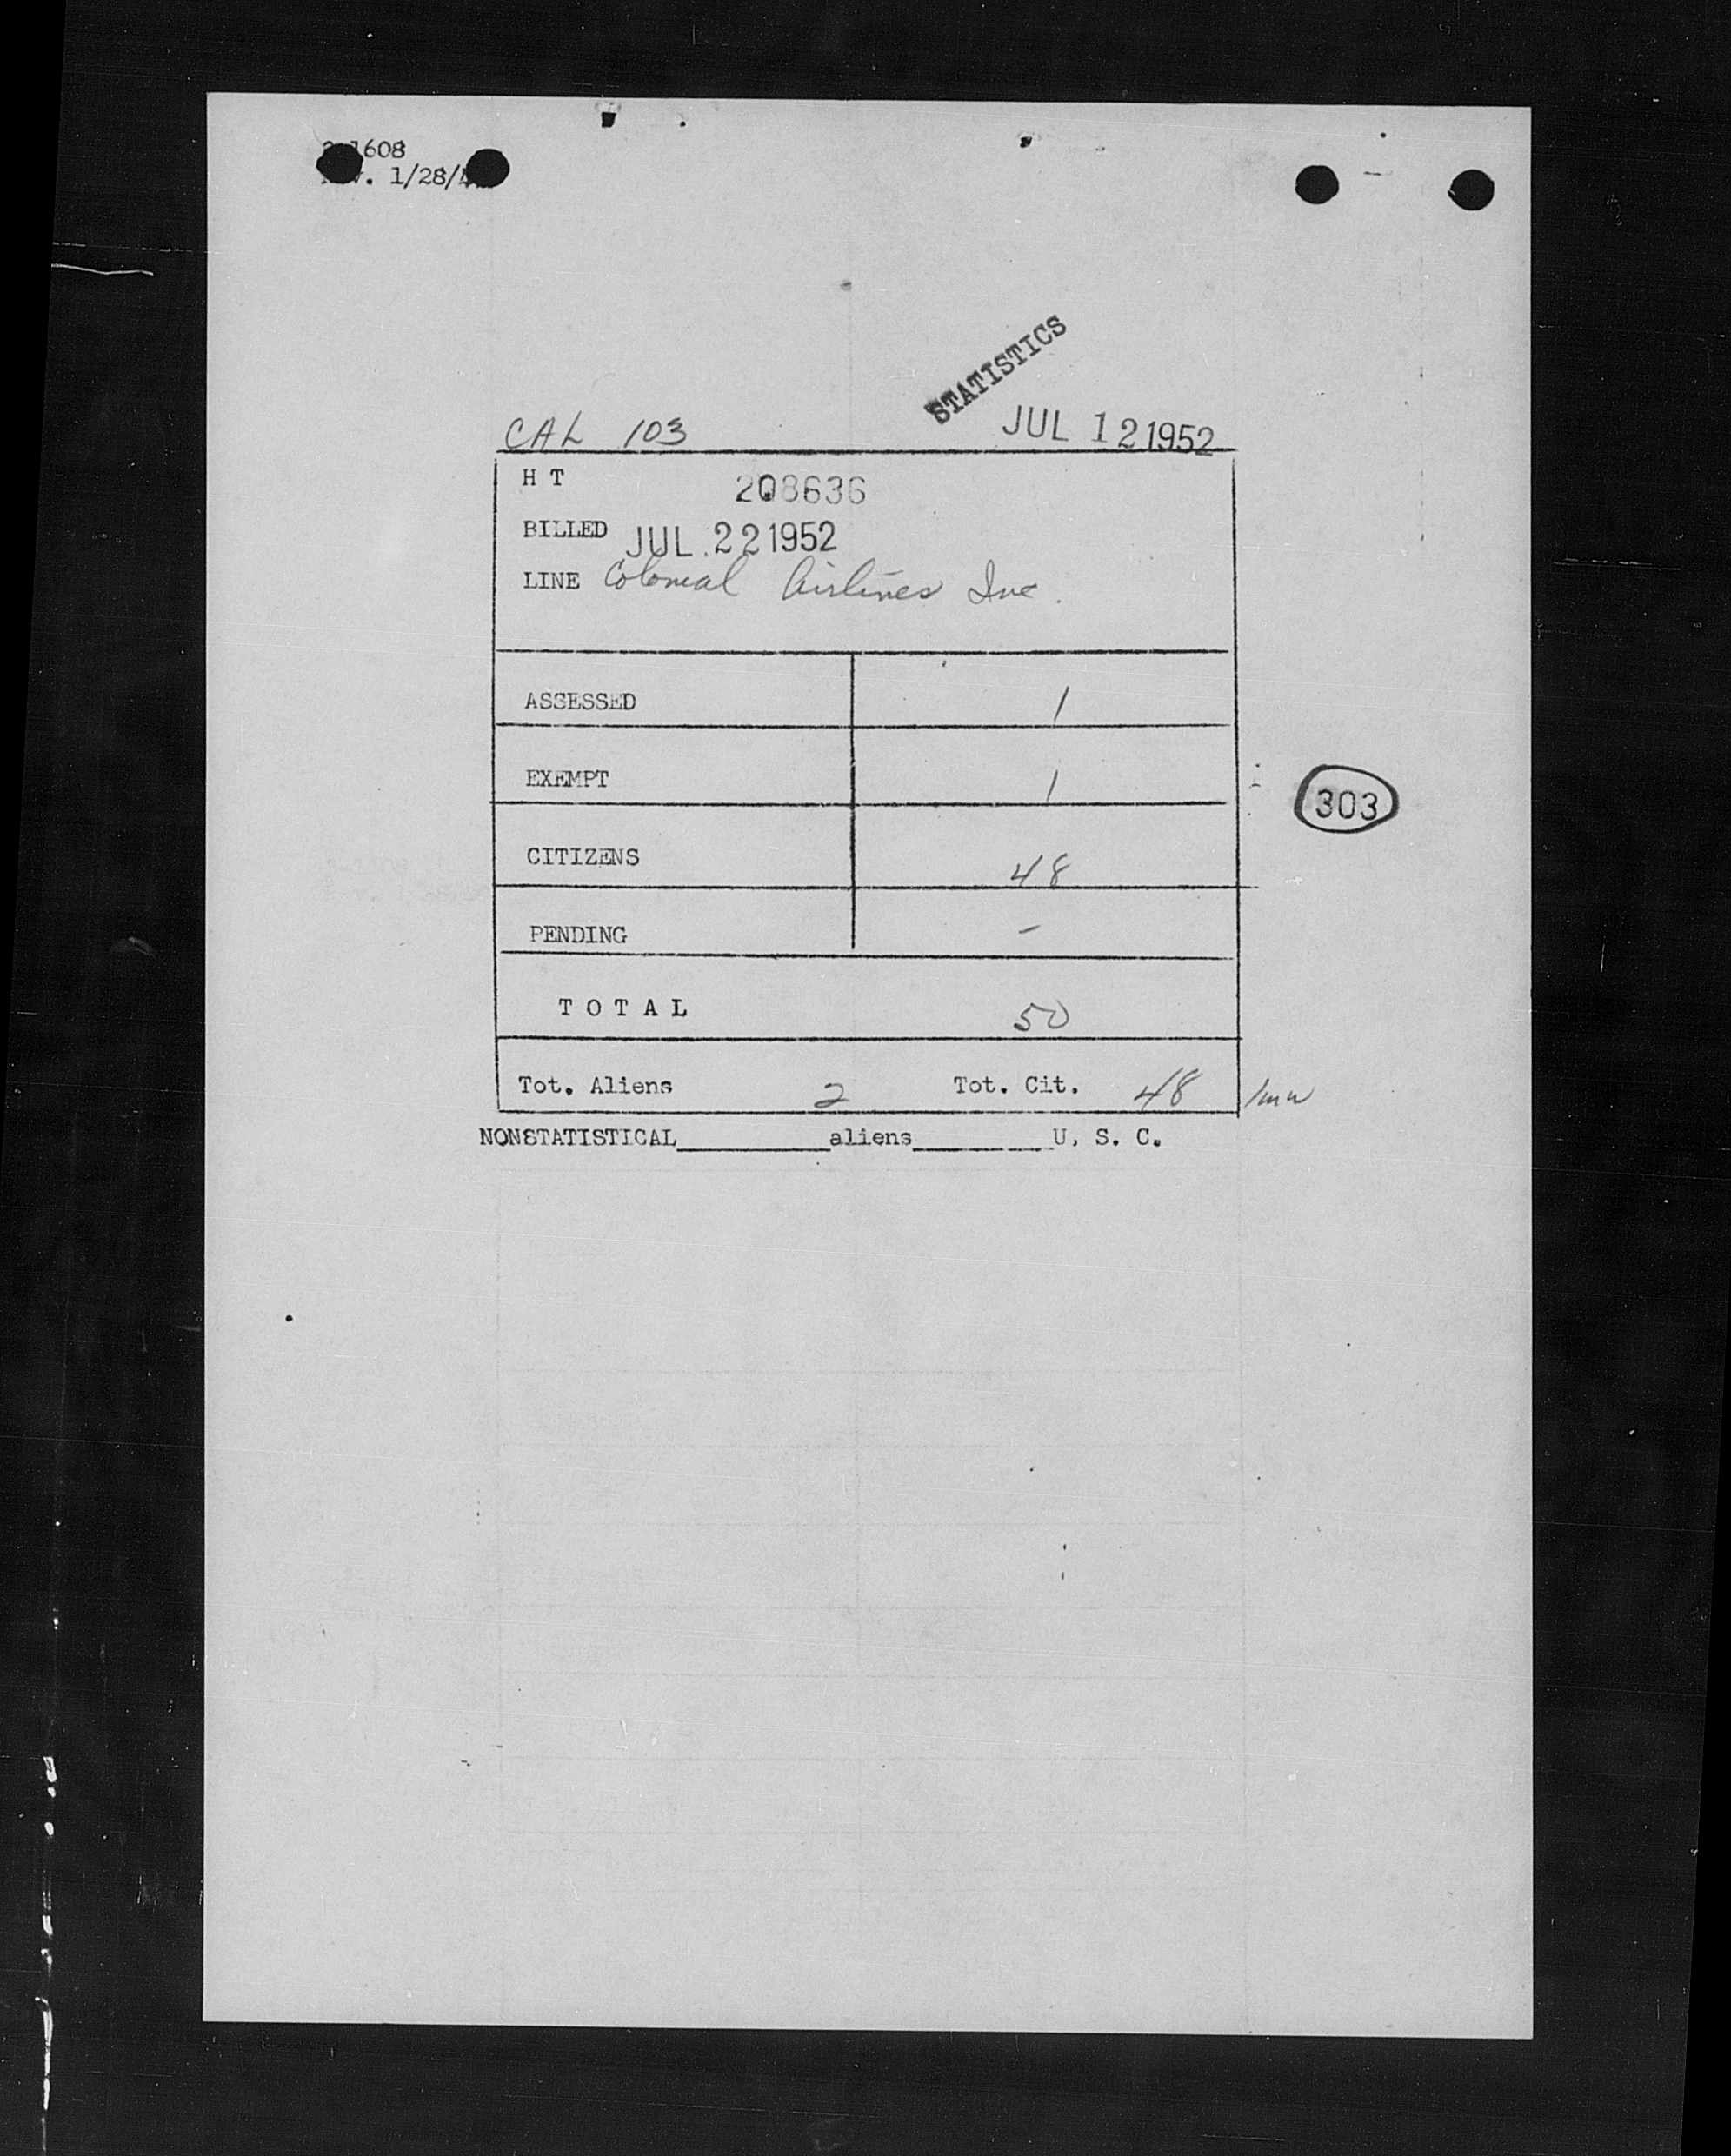 1608
. 1/28/
STATISTICS
CAL 103 JUL 12 1952
H T 208636
BILLED JUL 22 1952
LINE Colonial Airlines Inc.
ASSESSED 1
EXEMPT 1
303
CITIZENS 48
PENDING -
TOTAL 50
Tot. Aliens 2 Tot. Cit. 48
NONSTATISTICAL aliens U. S. C.